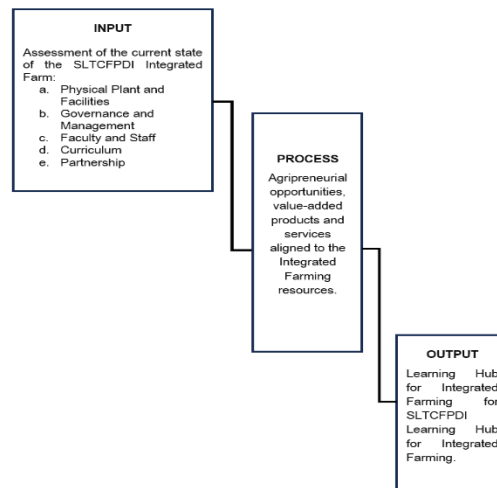 INPUT
Assessment of the current state
of the SLTCFPDI Integrated
Farm:
a. Physical Plant and
Facilities
b. Governance and
Management
c. Faculty and Staff
d. Curriculum
e. Partnership
PROCESS
Agripreneurial
opportunities,
value-added
products and
services
aligned to the
Integrated
Farming
resources.
OUTPUT
Learning Hub
for Integrated
Farming for
SLTCFPDI
Learning Hub
for Integrated
Farming.